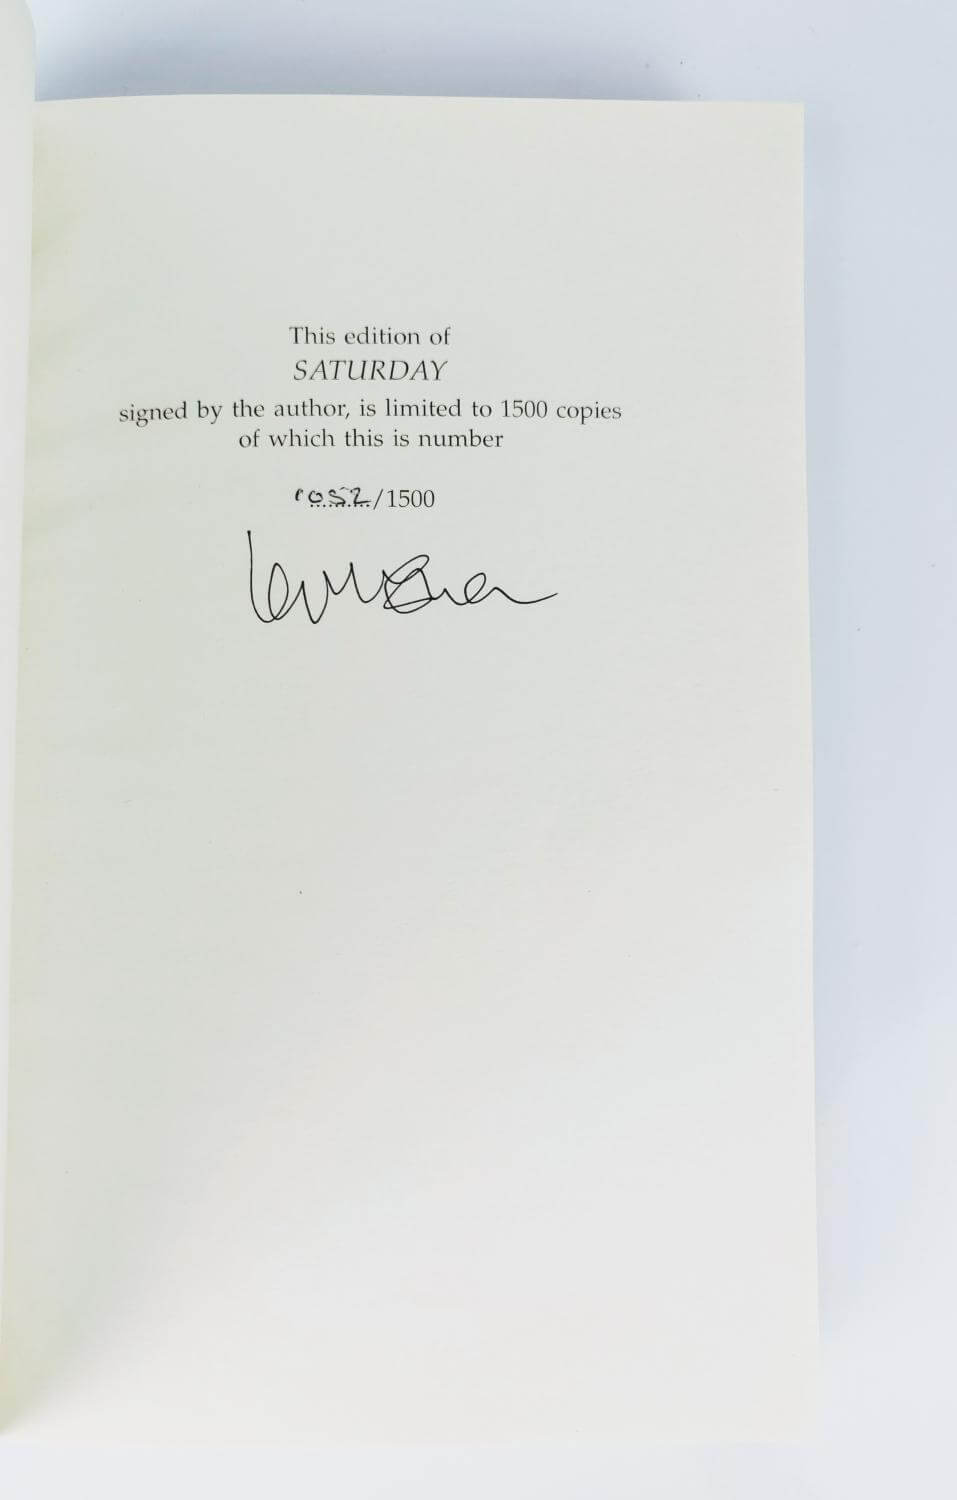 This edition of
SATURDAY
signed by the author, is limited to 1500 copies
of which this is number
1052/1500